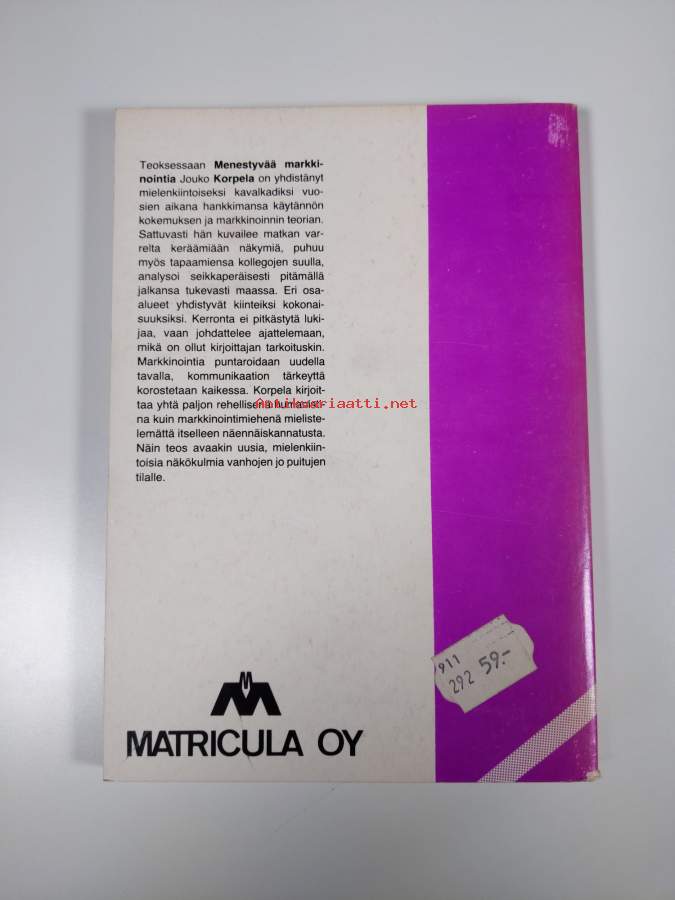 Teoksessaan Menestyvää markki-
nointia Jouko Korpela on yhdistänyt
mielenkiintoiseksi kavalkadiksi vuo-
sien aikana hankkimansa käytännön
kokemuksen ja markkinoinnin teorian.
Sattuvasti hän kuvailee matkan var-
relta keräämiään näkymiä, puhuu
myös tapaamiensa kollegojen suulla,
analysoi seikkaperäisesti pitämällä
jalkansa tukevasti maassa. Eri osa-
alueet yhdistyvät kiinteiksi kokonai-
suuksiksi. Kerronta ei pitkästytä luki-
jaa, vaan johdattelee ajattelemaan,
mikä on ollut kirjoittajan tarkoituskin.
Markkinointia puntaroidaan uudella
tavalla, kommunikaation tärkeyttä
korostetaan kaikessa. Korpela kirjoit-
taa yhtä paljon rehellisenä
Antikvariaatti.net
na kuin markkinointimiehenä mieliste-
lemättä itselleen näennäiskannatusta.
Näin teos avaakin uusia, mielenkiin-
toisia näkökulmia vanhojen jo puitujen
tilalle.
911
292 59.-
M
MATRICULA OY